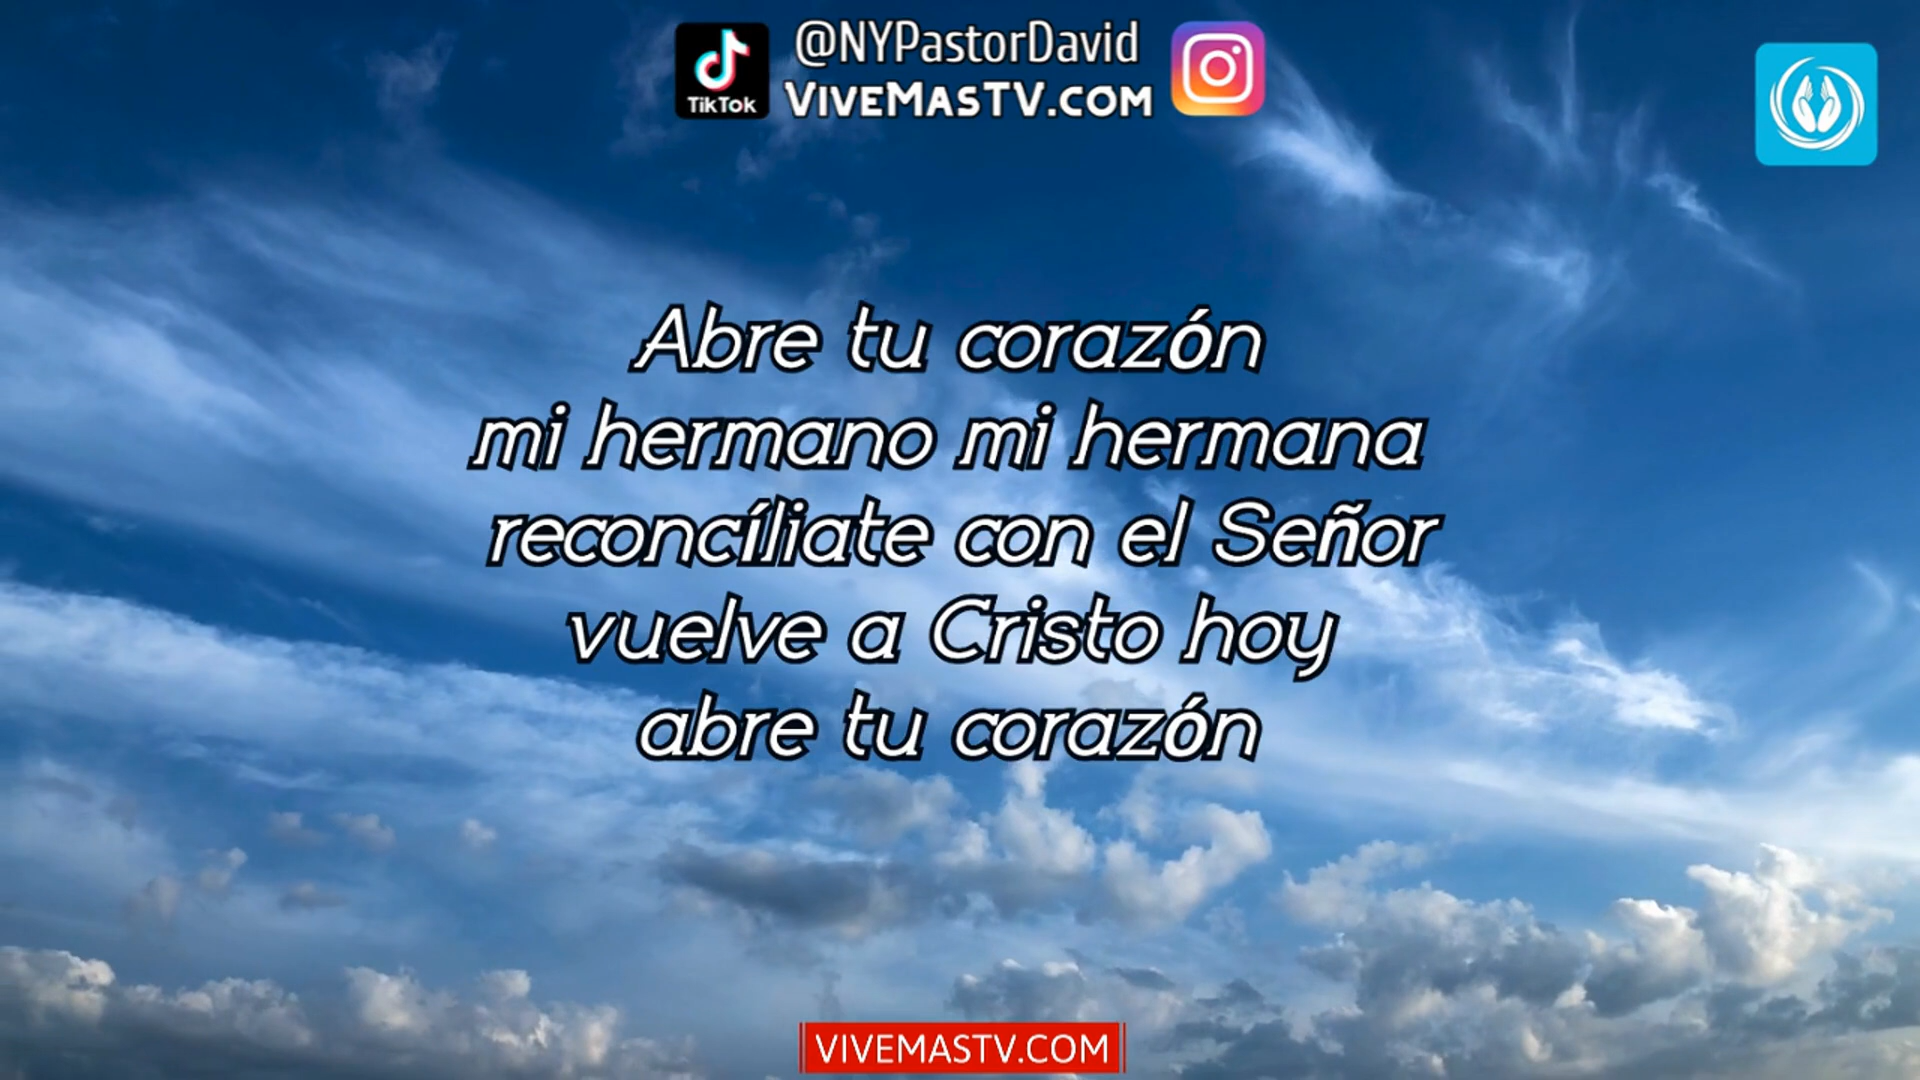 @NYPastorDavid
TikTok
VIVEMASTV.COM
Abre tu corazón
mi hermano mi hermana
reconcíliate con el Señor
vuelve a Cristo hoy
abre tu corazón
VIVEMASTV.COM